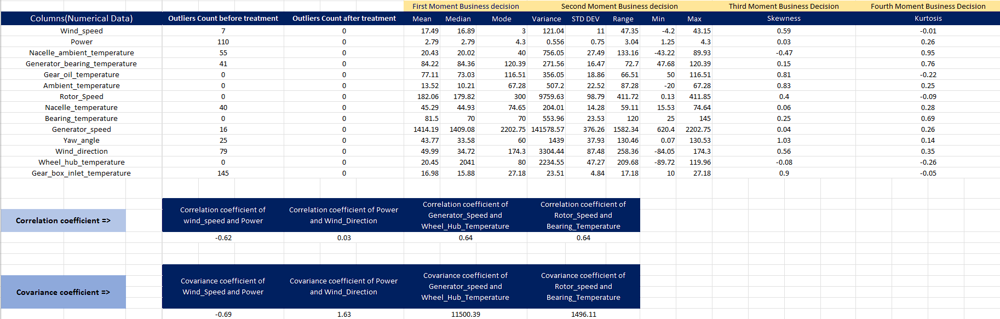 First Moment Business decision Second Moment Business decision Third Moment Business Decision Fourth Moment Business Decision
Columns(Numerical Data) Outliers Count before treatment Outliers Count after treatment Mean Median Mode Variance STD DEV Range Min Max Skewness Kurtosis
Wind_speed 7 0 17.49 16.89 3 121.04 11 47.35 -4.2 43.15 0.59 -0.01
Power 110 0 2.79 2.79 4.3 0.556 0.75 3.04 1.25 4.3 0.03 0.26
Nacelle_ambient_temperature 55 0 20.43 20.02 40 756.05 27.49 133.16 -43.22 89.93 -0.47 0.95
Generator_bearing_temperature 41 0 84.22 84.36 120.39 271.56 16.47 72.7 47.68 120.39 0.15 0.76
Gear_oil_temperature 0 0 77.11 73.03 116.51 356.05 18.86 66.51 50 116.51 0.81 -0.22
Ambient_temperature 0 0 13.52 10.21 67.28 507.2 22.52 87.28 -20 67.28 0.83 0.25
Rotor_Speed 0 0 182.06 179.82 300 9759.63 98.79 411.72 0.13 411.85 0.4 -0.09
Nacelle_temperature 40 0 45.29 44.93 74.65 204.01 14.28 59.11 15.53 74.64 0.06 0.28
Bearing_temperature 0 0 81.5 70 70 553.96 23.53 120 25 145 0.25 0.69
Generator_speed 16 0 1414.19 1409.08 2202.75 141578.57 376.26 1582.34 620.4 2202.75 0.04 0.26
Yaw_angle 25 0 43.77 33.58 60 1439 37.93 130.46 0.07 130.53 1.03 0.14
Wind_direction 79 0 49.99 34.72 174.3 3304.44 87.48 258.36 -84.05 174.3 0.56 0.35
Wheel_hub_temperature 0 0 20.45 2041 80 2234.55 47.27 209.68 -89.72 119.96 -0.08 -0.26
Gear_box_inlet_temperature 145 0 16.98 15.88 27.18 23.51 4.84 17.18 10 27.18 0.9 -0.05
Correlation coefficient =>
Correlation coefficient of
wind_speed and Power
Correlation coefficient of Power
and Wind_Direction
Correlation coefficient of
Generator_Speed and
Wheel_Hub_Temperature
Correlation coefficient of
Rotor_Speed and
Bearing_Temperature
-0.62 0.03 0.64 0.64
Covariance coefficient =>
Covariance coefficient of
Wind_Speed and Power
Covariance coefficient of Power
and Wind_Direction
Covariance coefficient of
Generator_speed and
Wheel_Hub_Temperature
Covariance coefficient of
Rotor_speed and
Bearing_Temperature
-0.69 1.63 11500.39 1496.11